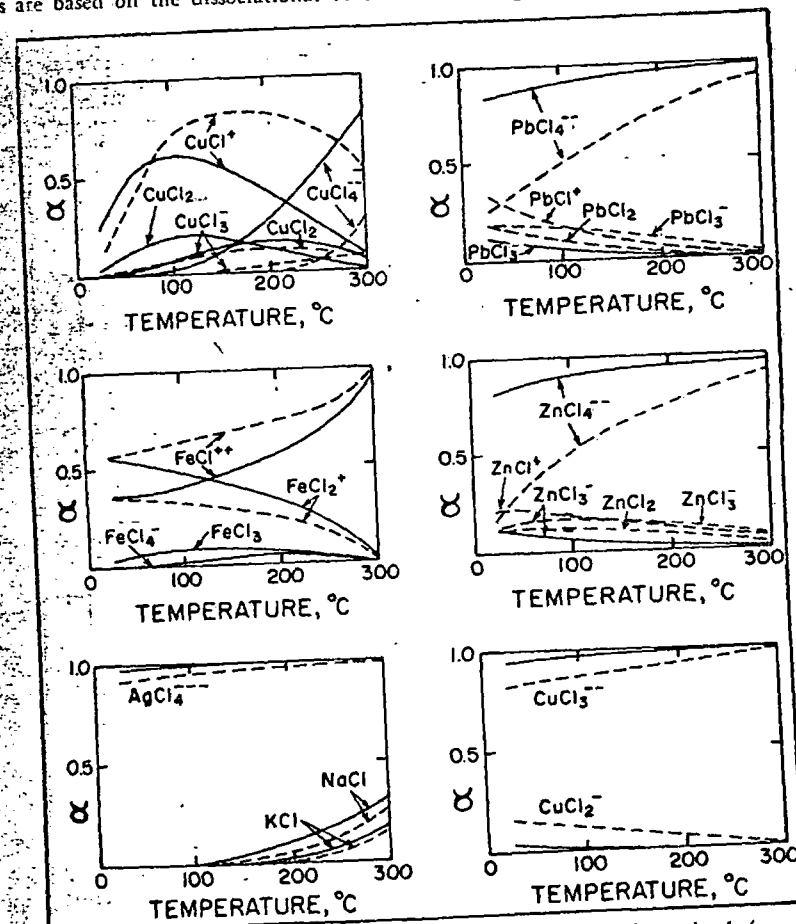 s are based on the dissociational
1.0
0.5
α
0
CuCl⁺
CuCl₂
CuCl₃⁻
CuCl₂
CuCl₄⁻⁻
100
200
300
TEMPERATURE, °C
1.0
0.5
α
0
PbCl₄⁻⁻
PbCl⁺
PbCl₂
PbCl₃⁻
PbCl₃
100
200
300
TEMPERATURE, °C
1.0
0.5
α
0
FeCl⁺⁺
FeCl₂⁺
FeCl₄⁻
FeCl₃
100
200
300
TEMPERATURE, °C
1.0
0.5
α
0
ZnCl₄⁻⁻
ZnCl⁺
ZnCl₃⁻
ZnCl₂
ZnCl₃⁻
100
200
300
TEMPERATURE, °C
1.0
0.5
α
0
AgCl₄⁻⁻⁻
NaCl
KCl
100
200
300
TEMPERATURE, °C
1.0
0.5
α
0
CuCl₃⁻⁻
CuCl₂⁻
100
200
300
TEMPERATURE, °C